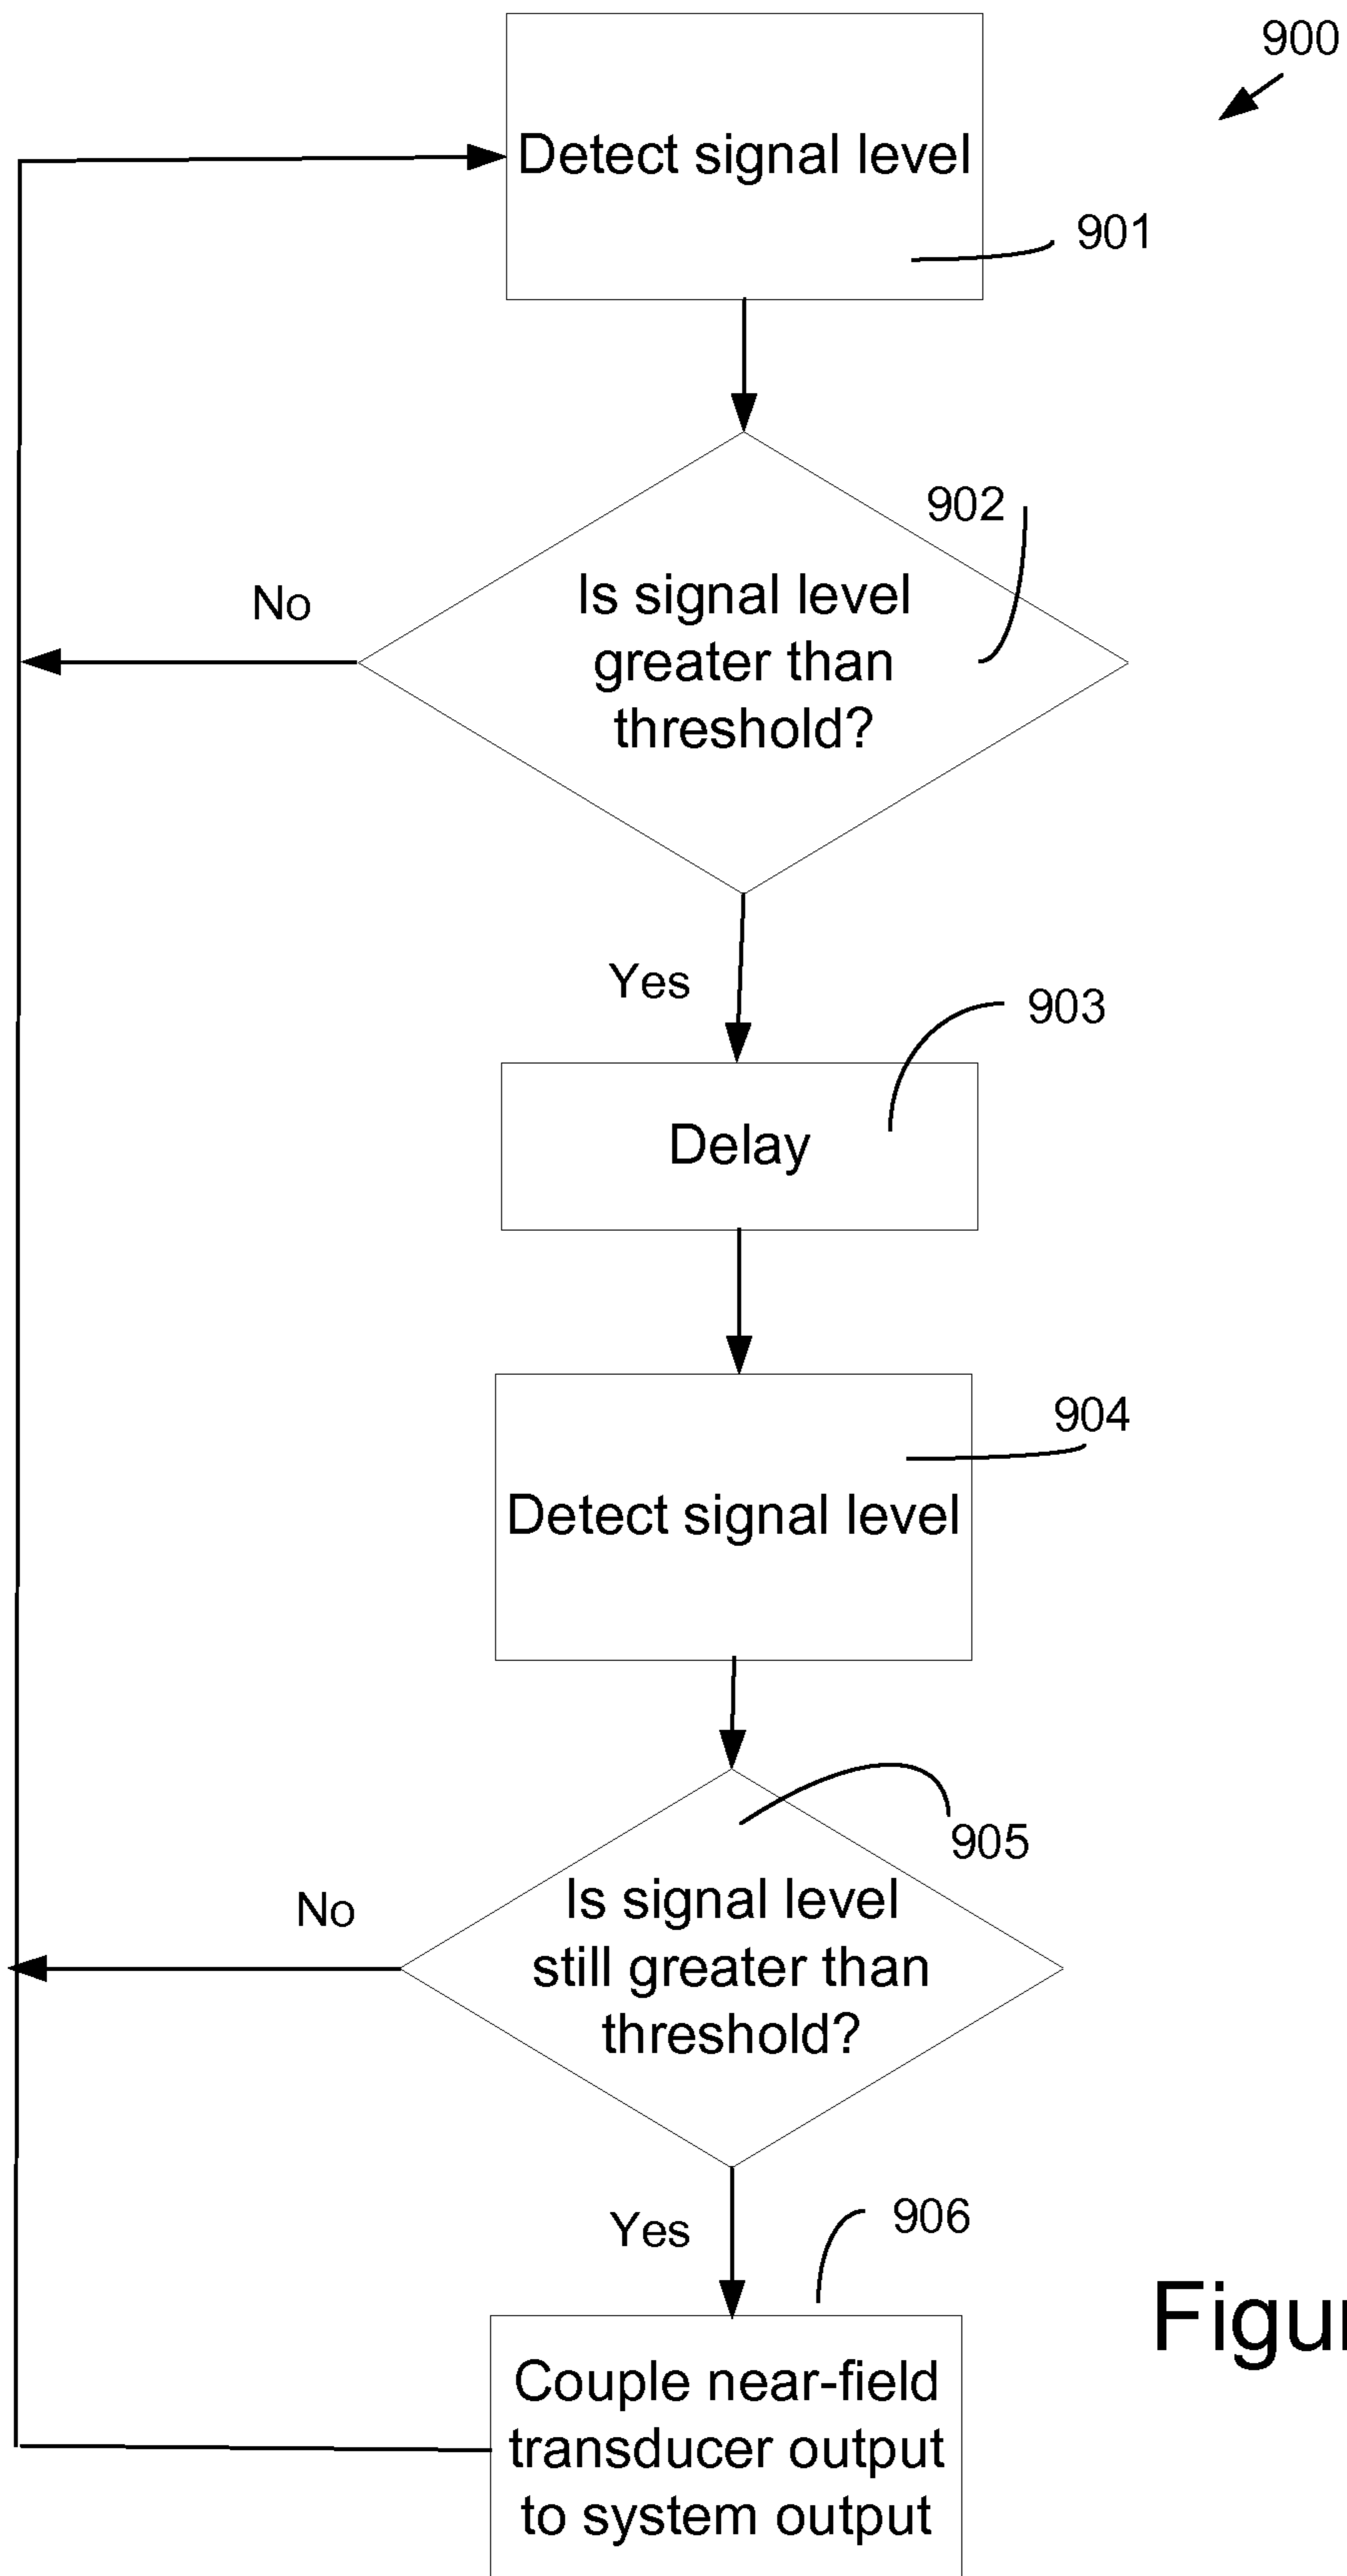 900
Detect signal level
901
902
Is signal level
greater than
threshold?
No
Yes
903
Delay
904
Detect signal level
905
Is signal level
still greater than
threshold?
No
Yes
906
Couple near-field
transducer output
to system output